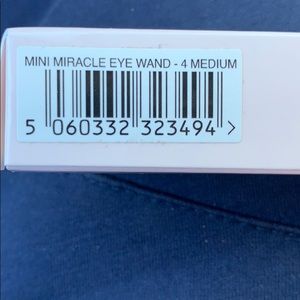 MINI MIRACLE EYE WAND - 4 MEDIUM
5 060332 323494 >